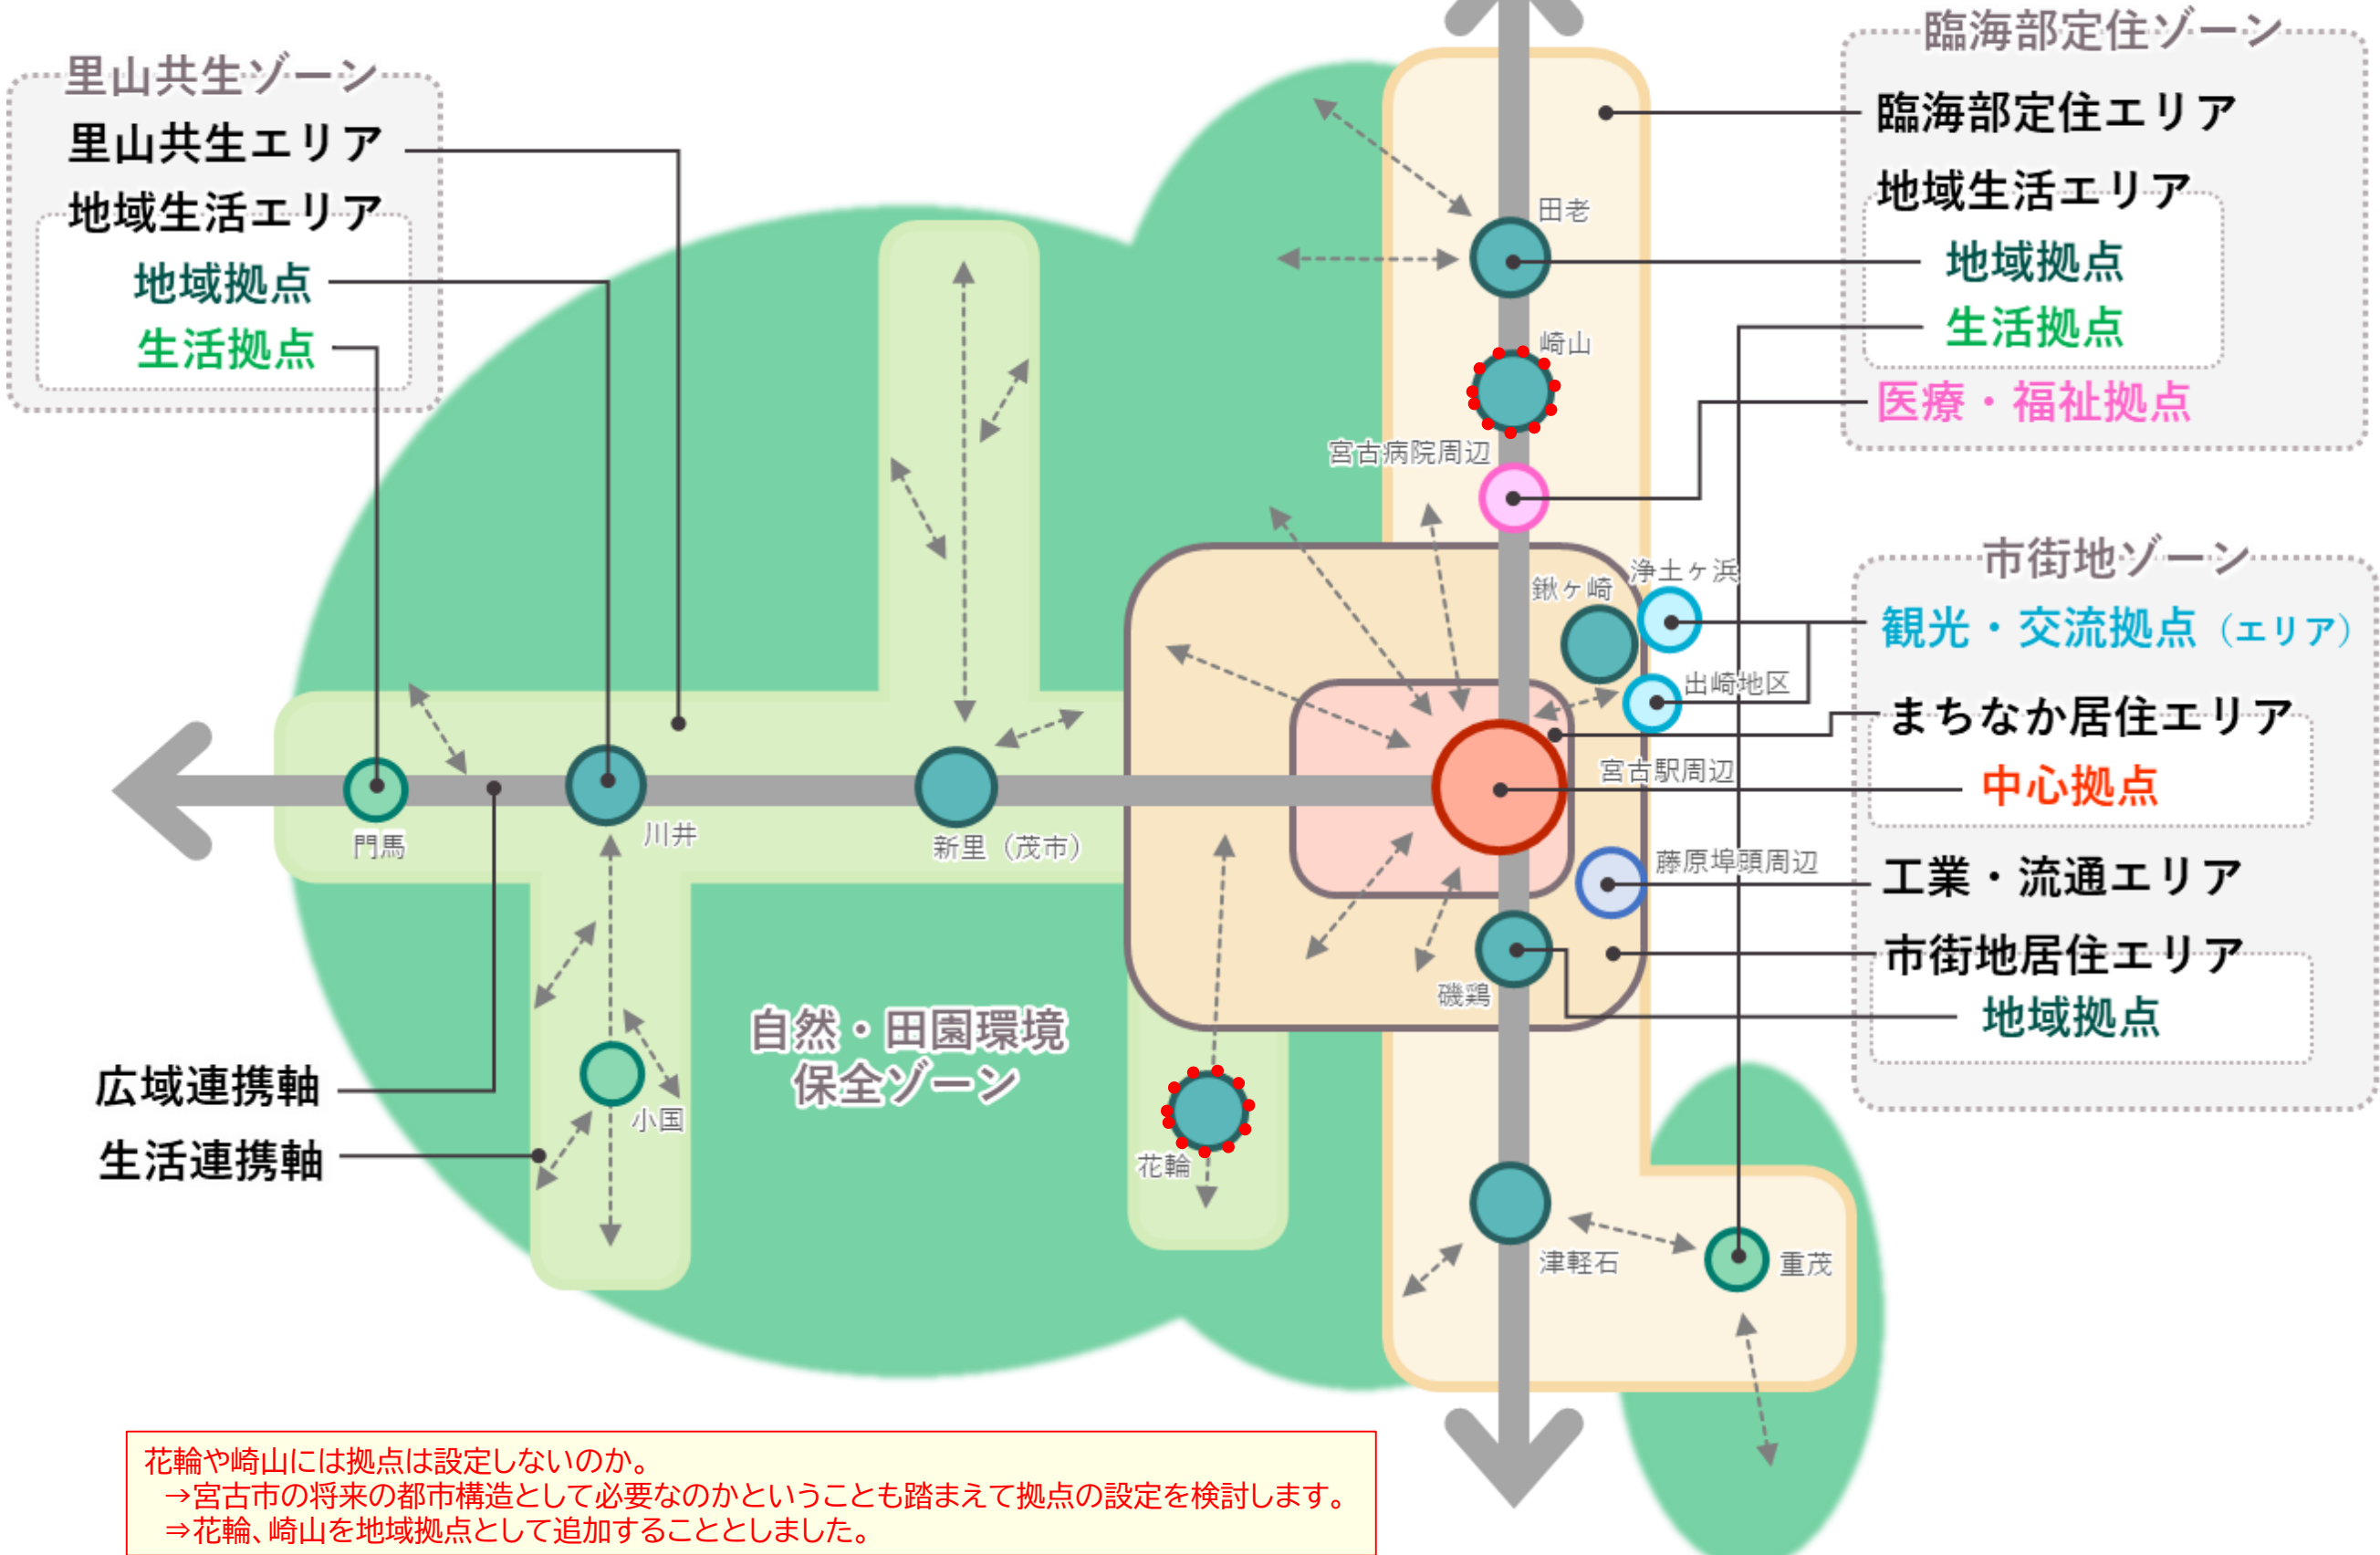 里山共生ゾーン
里山共生エリア
地域生活エリア
地域拠点
生活拠点
臨海部定住ゾーン
臨海部定住エリア
地域生活エリア
地域拠点
生活拠点
医療・福祉拠点
市街地ゾーン
観光・交流拠点（エリア）
まちなか居住エリア
中心拠点
工業・流通エリア
市街地居住エリア
地域拠点
田老
崎山
宮古病院周辺
浄土ヶ浜
鍬ヶ崎
出崎地区
宮古駅周辺
藤原埠頭周辺
磯鶏
門馬
川井
新里（茂市）
小国
花輪
津軽石
重茂
自然・田園環境
保全ゾーン
広域連携軸
生活連携軸
花輪や崎山には拠点は設定しないのか。
→宮古市の将来の都市構造として必要なのかということも踏まえて拠点の設定を検討します。
⇒花輪、崎山を地域拠点として追加することとしました。